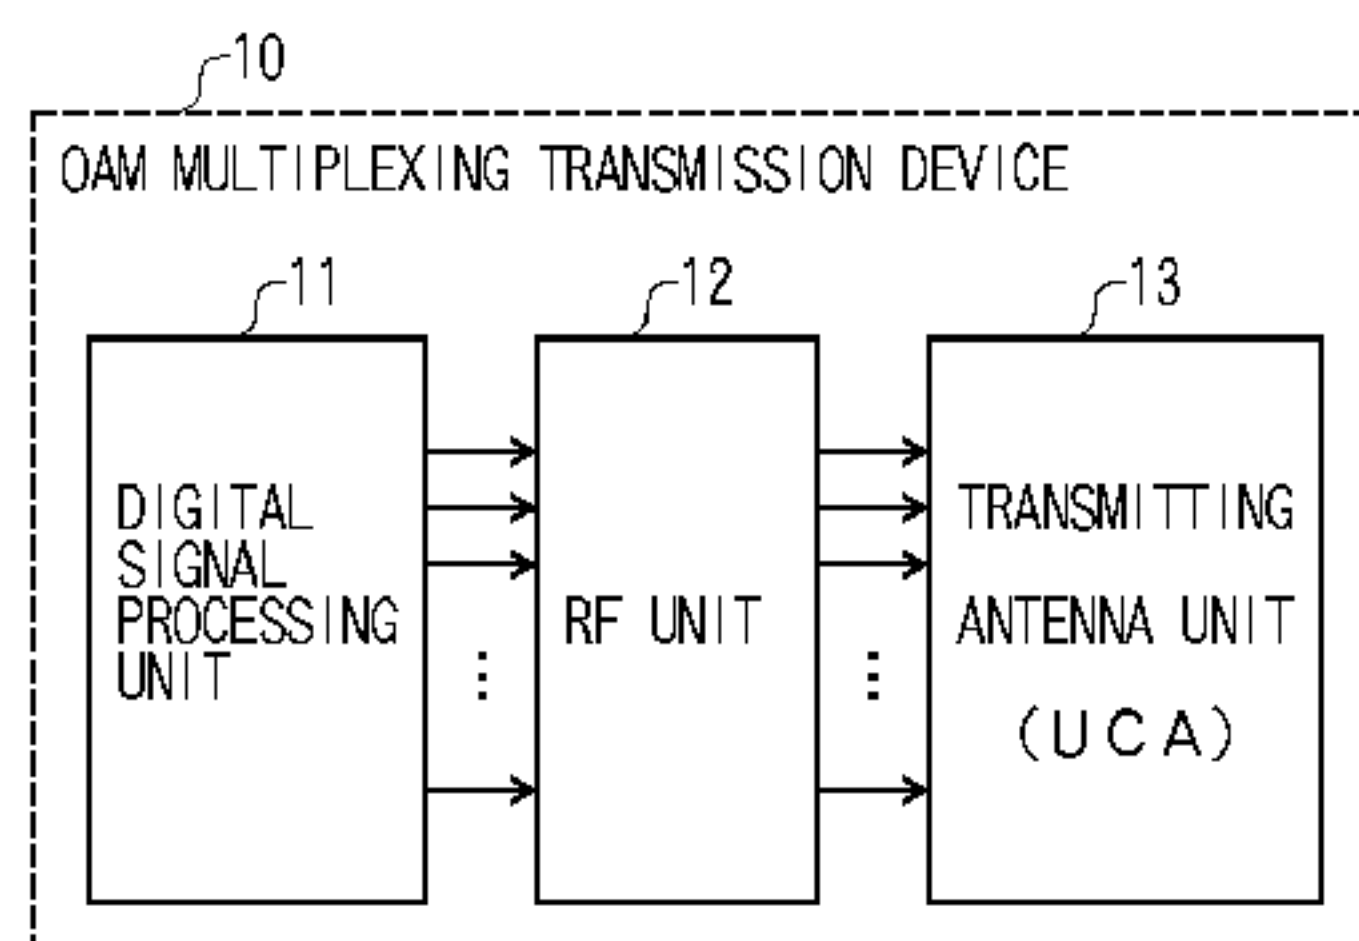 10
OAM MULTIPLEXING TRANSMISSION DEVICE
11
12
13
DIGITAL
SIGNAL
PROCESSING
UNIT
RF UNIT
TRANSMITTING
ANTENNA UNIT
(UCA)